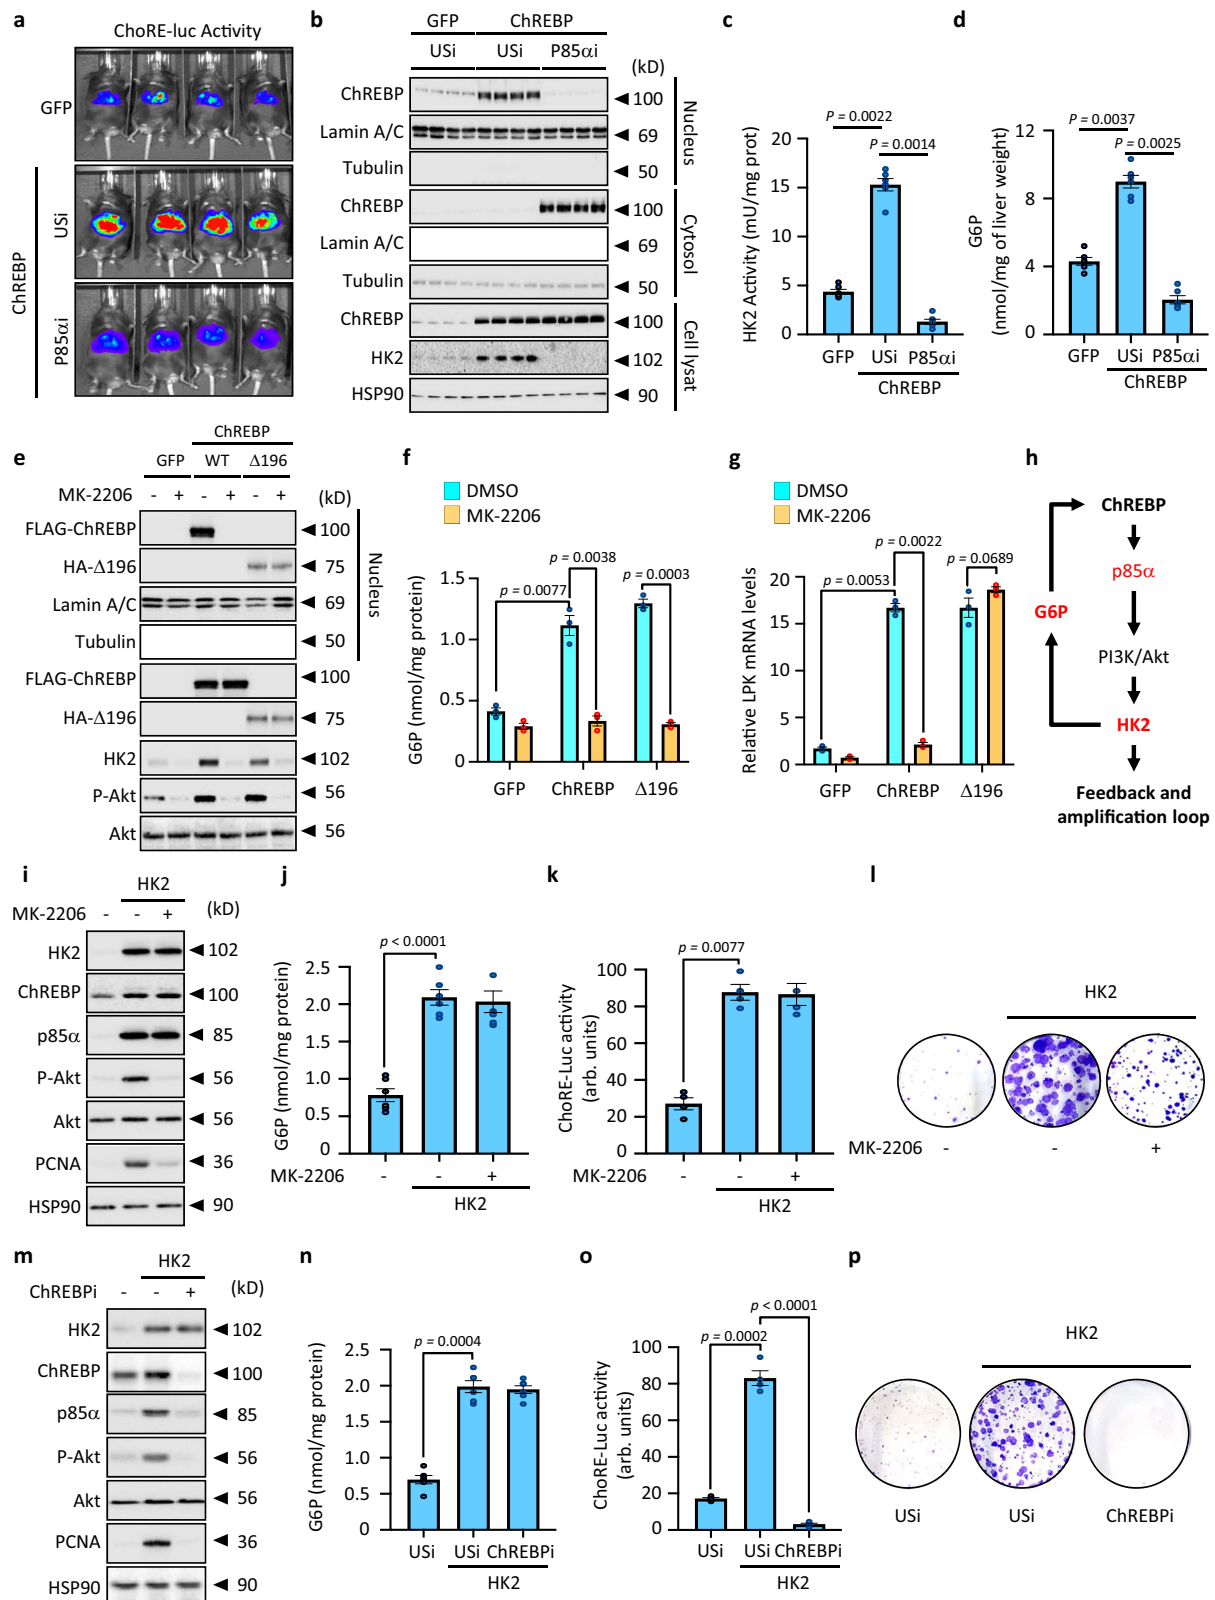 a
ChoRE-luc Activity
GFP
ChREBP
USi
P85αi
b
GFP ChREBP
USi USi P85αi
(kD)
ChREBP 100
Lamin A/C 69
Tubulin 50
Nucleus
ChREBP 100
Lamin A/C 69
Tubulin 50
Cytosol
ChREBP 100
HK2 102
HSP90 90
Cell lysat
c
P = 0.0022
P = 0.0014
HK2 Activity (mU/mg prot)
20
15
10
5
0
GFP USi P85αi
ChREBP
d
P = 0.0037
P = 0.0025
G6P
(nmol/mg of liver weight)
12
8
4
0
GFP USi P85αi
ChREBP
e
ChREBP
GFP WT Δ196
MK-2206 - + - + - + (kD)
FLAG-ChREBP 100
HA-Δ196 75
Lamin A/C 69
Tubulin 50
Nucleus
FLAG-ChREBP 100
HA-Δ196 75
HK2 102
P-Akt 56
Akt 56
f
DMSO
MK-2206
p = 0.0038
p = 0.0077
p = 0.0003
G6P (nmol/mg protein)
1.5
1.0
0.5
0
GFP ChREBP Δ196
g
DMSO
MK-2206
p = 0.0022
p = 0.0053
p = 0.0689
Relative LPK mRNA levels
20
15
10
5
0
GFP ChREBP Δ196
h
ChREBP
p85α
G6P
PI3K/Akt
HK2
Feedback and
amplification loop
i
HK2
MK-2206 - - + (kD)
HK2 102
ChREBP 100
p85α 85
P-Akt 56
Akt 56
PCNA 36
HSP90 90
j
p < 0.0001
G6P (nmol/mg protein)
2.5
2.0
1.5
1.0
0.5
0
MK-2206 - - +
HK2
k
p = 0.0077
ChoRE-Luc activity
(arb. units)
100
80
60
40
20
0
MK-2206 - - +
HK2
l
HK2
MK-2206 - - +
m
HK2
ChREBPi - - + (kD)
HK2 102
ChREBP 100
p85α 85
P-Akt 56
Akt 56
PCNA 36
HSP90 90
n
p = 0.0004
G6P (nmol/mg protein)
2.5
2.0
1.5
1.0
0.5
0
USi USi ChREBPi
HK2
o
p < 0.0001
p = 0.0002
ChoRE-Luc activity
(arb. units)
100
80
60
40
20
0
USi USi ChREBPi
HK2
p
HK2
USi USi ChREBPi